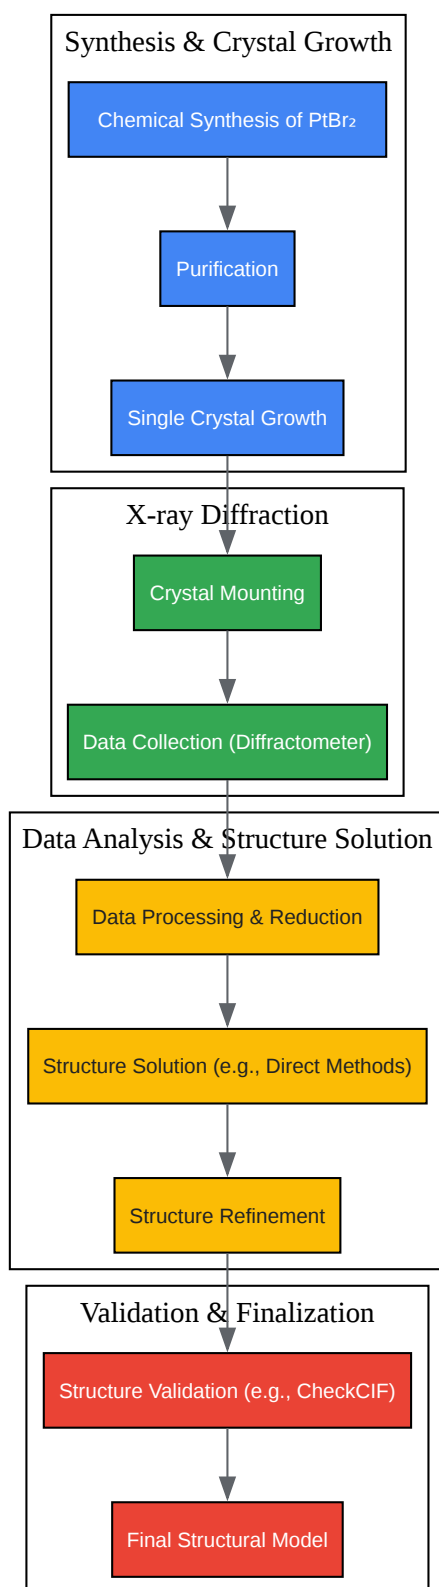 Synthesis & Crystal Growth
Chemical Synthesis of PtBr₂
Purification
Single Crystal Growth
X-ray Diffraction
Crystal Mounting
Data Collection (Diffractometer)
Data Analysis & Structure Solution
Data Processing & Reduction
Structure Solution (e.g., Direct Methods)
Structure Refinement
Validation & Finalization
Structure Validation (e.g., CheckCIF)
Final Structural Model